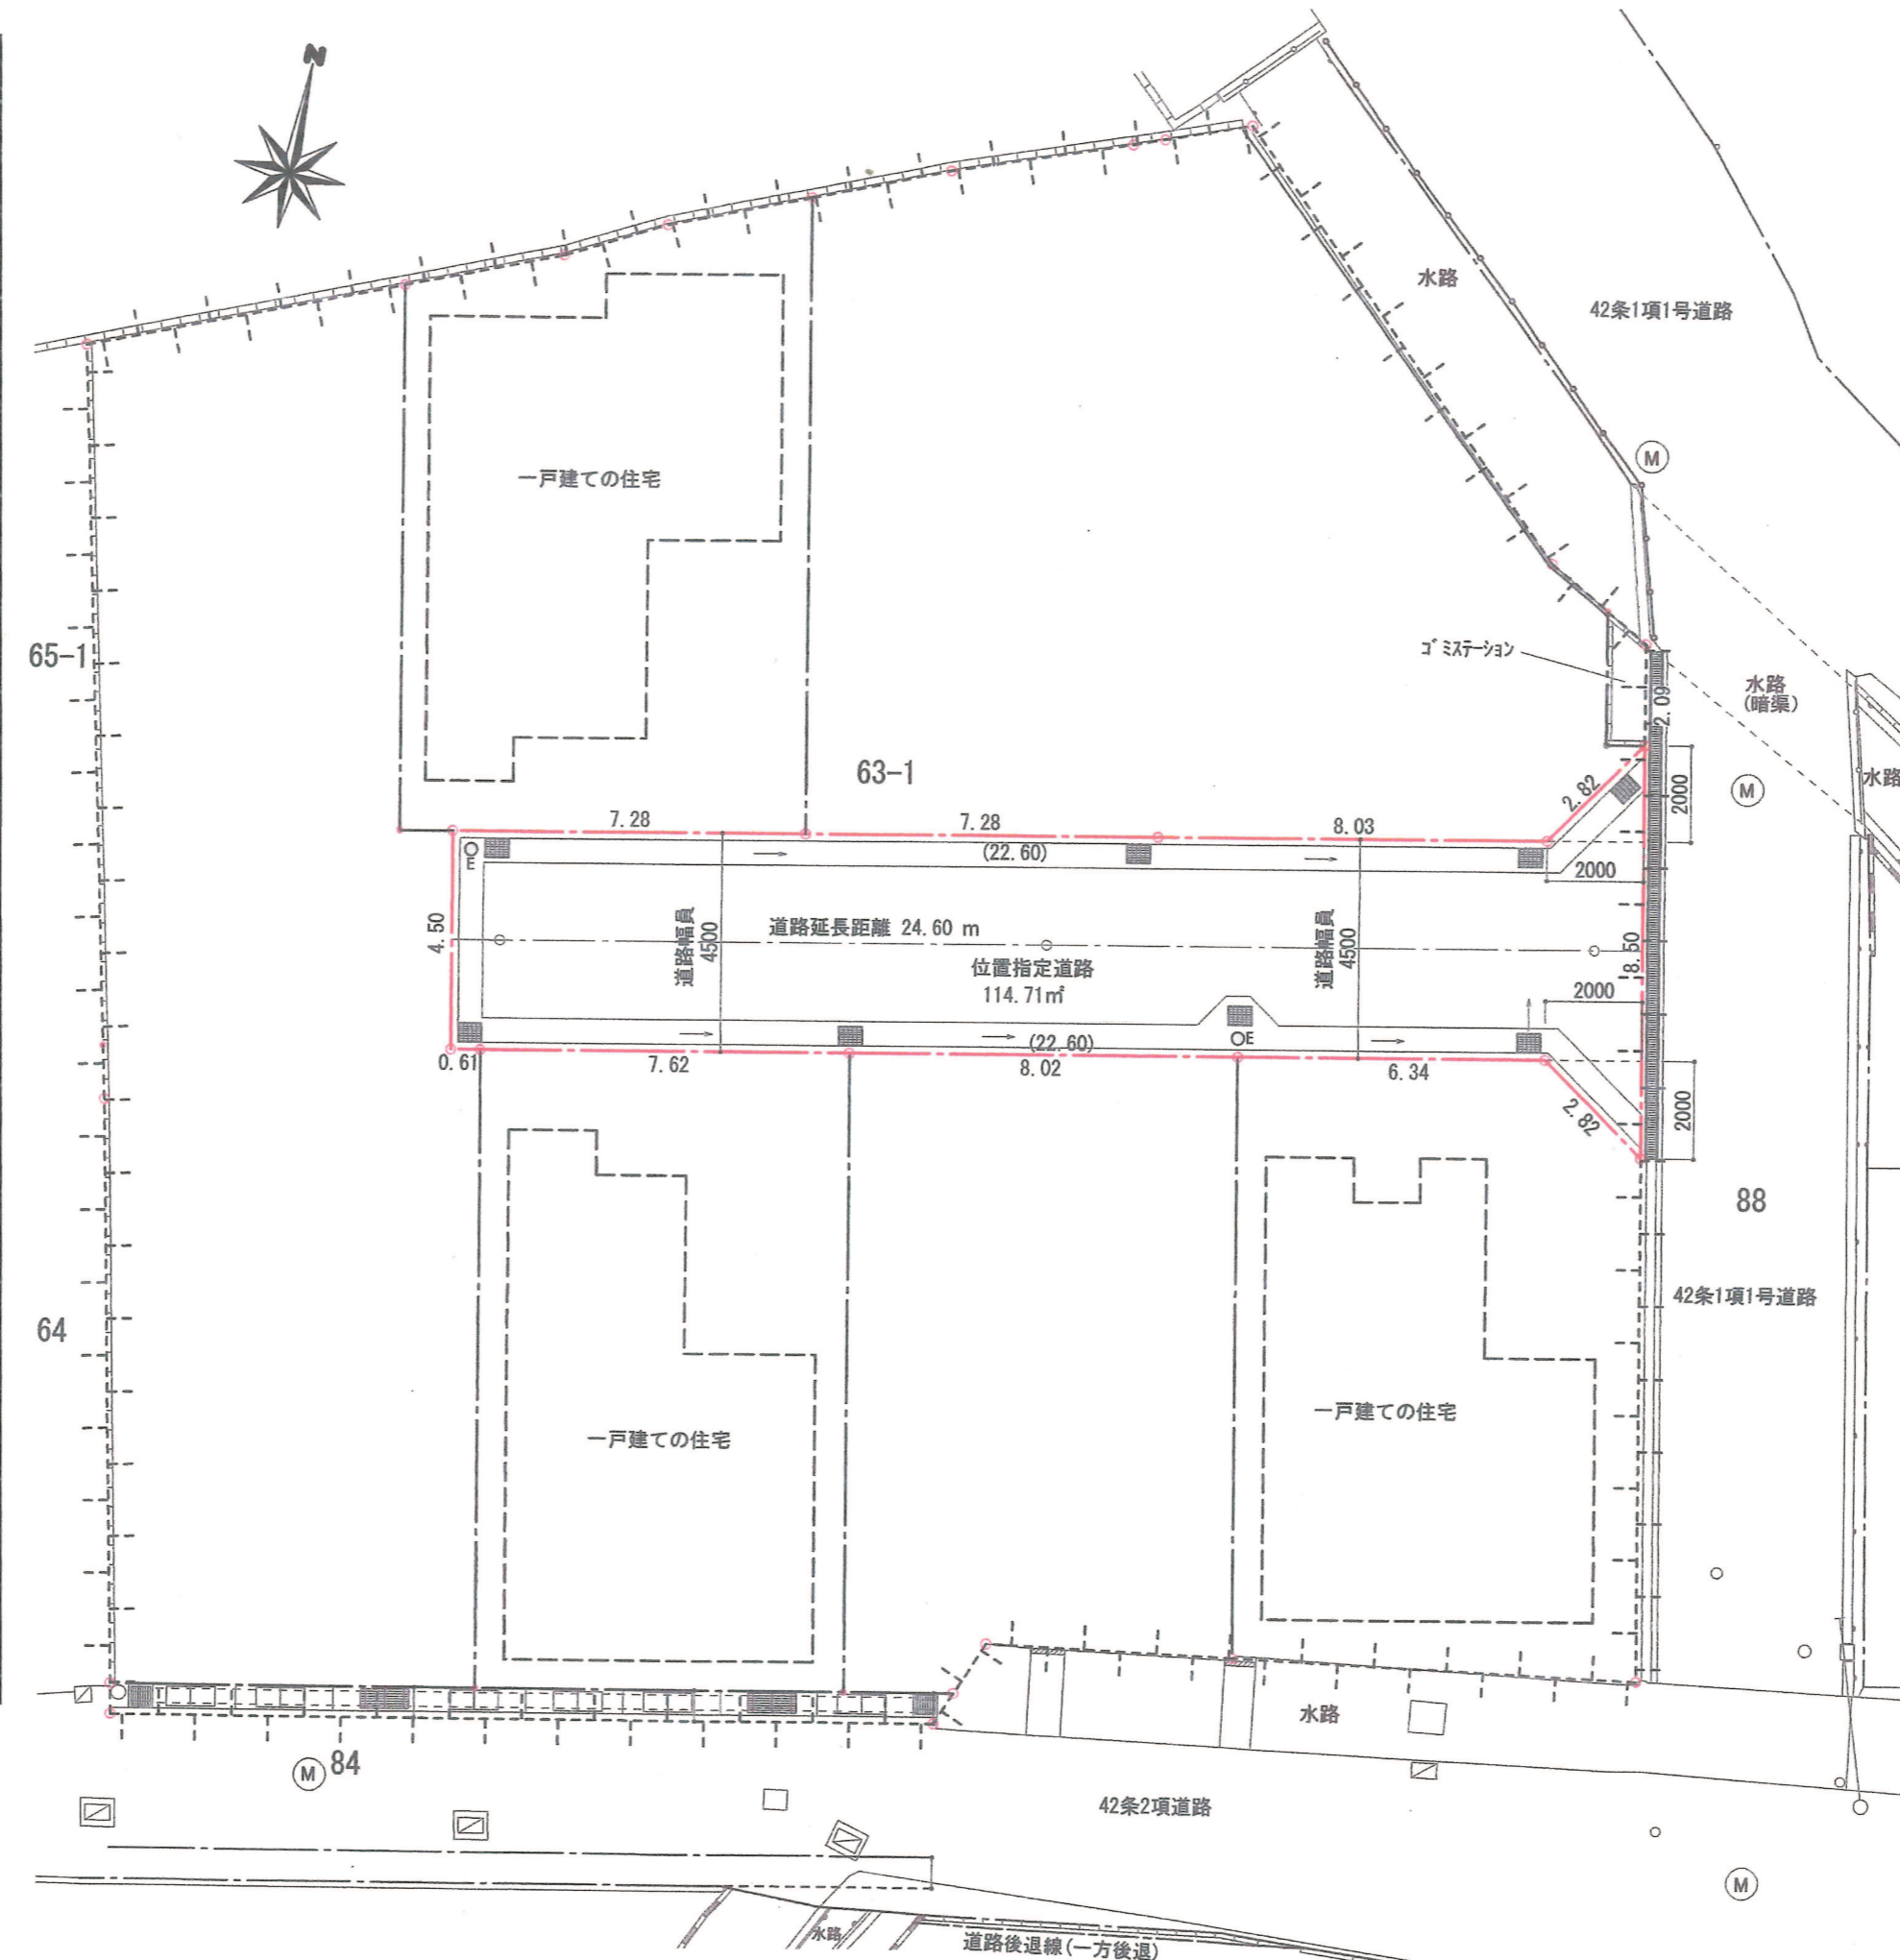 N
水路
42条1項1号道路
M
一戸建ての住宅
65-1
ゴミステーション
水路
(暗渠)
2.09
水路
63-1
M
2.82
2000
7.28
7.28
8.03
(22.60)
2000
E
道路幅員
4500
道路延長距離 24.60 m
道路幅員
4500
4.50
8.50
位置指定道路
114.71㎡
2000
(22.60)
OE
0.61
7.62
8.02
6.34
2.82
2000
88
42条1項1号道路
64
一戸建ての住宅
一戸建ての住宅
水路
M
84
42条2項道路
M
水路
道路後退線(一方後退)